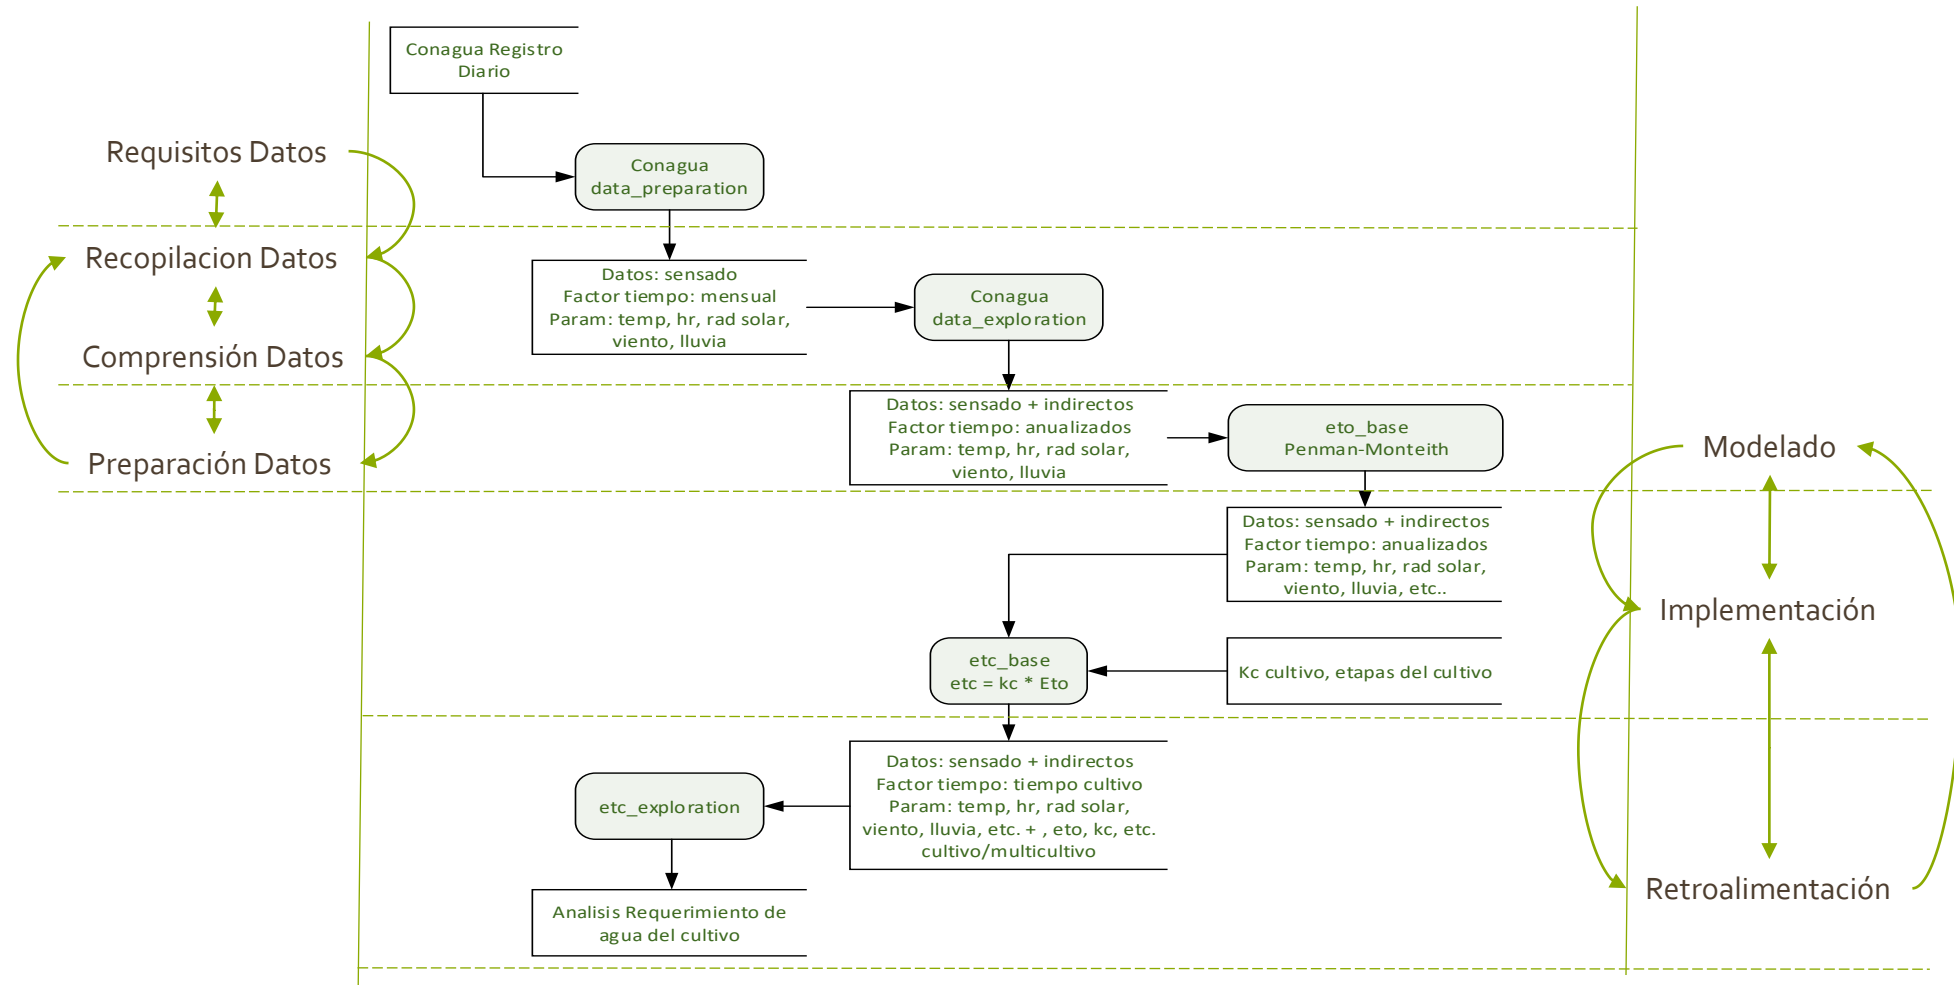 Conagua Registro
Diario
Requisitos Datos
Conagua
data_preparation
Recopilacion Datos
Datos: sensado
Factor tiempo: mensual
Param: temp, hr, rad solar,
viento, lluvia
Conagua
data_exploration
Comprensión Datos
Datos: sensado + indirectos
Factor tiempo: anualizados
Param: temp, hr, rad solar,
viento, lluvia
eto_base
Penman-Monteith
Preparación Datos
Modelado
Datos: sensado + indirectos
Factor tiempo: anualizados
Param: temp, hr, rad solar,
viento, lluvia, etc..
Implementación
etc_base
etc = kc * Eto
Kc cultivo, etapas del cultivo
Datos: sensado + indirectos
Factor tiempo: tiempo cultivo
Param: temp, hr, rad solar,
viento, lluvia, etc. + , eto, kc, etc.
cultivo/multicultivo
etc_exploration
Retroalimentación
Analisis Requerimiento de
agua del cultivo